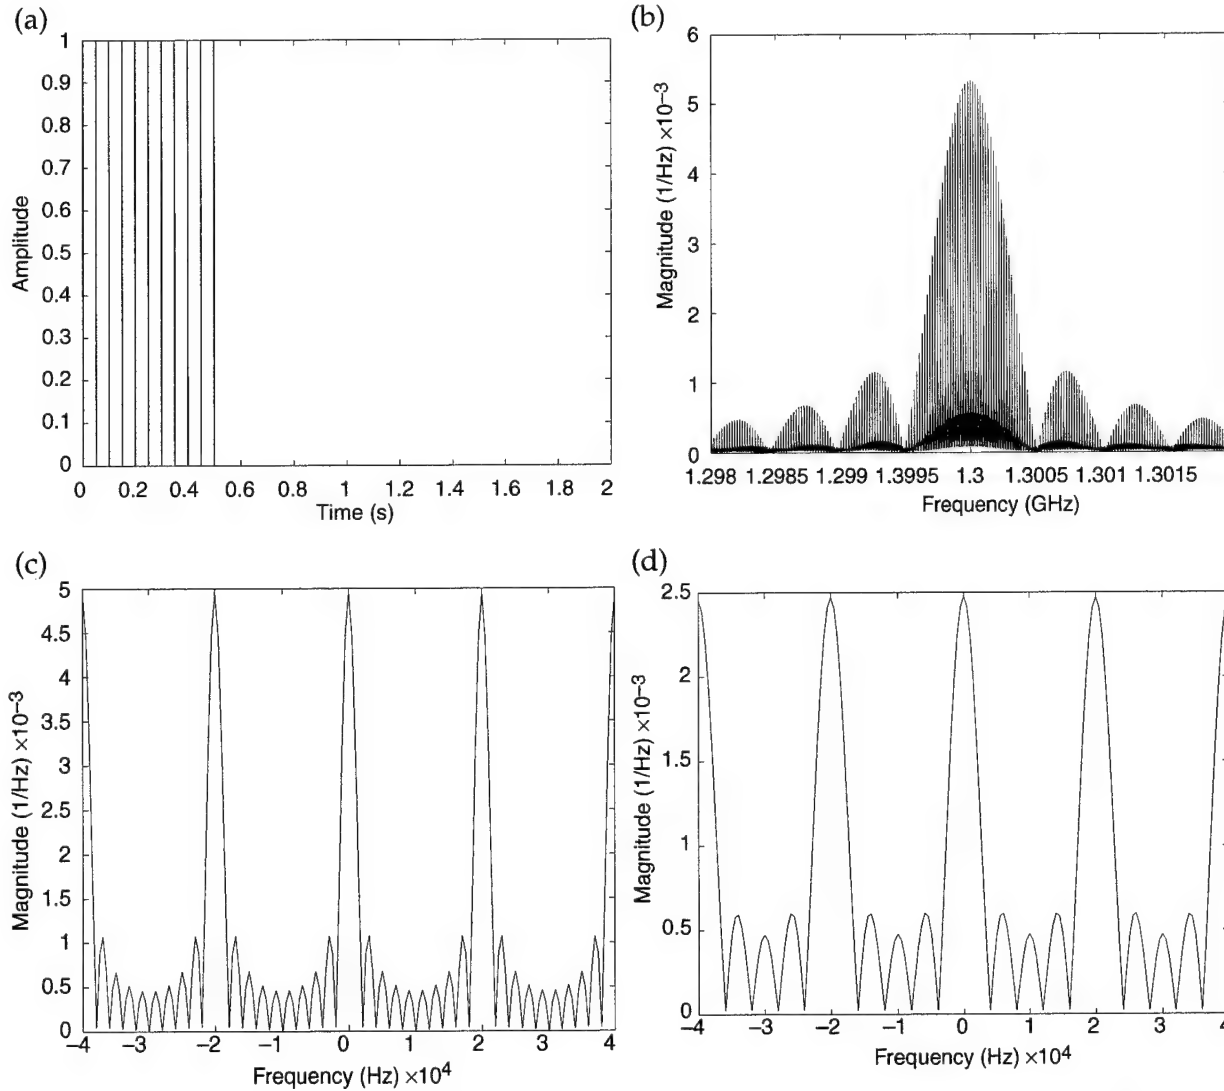 (a)
1
0.9
0.8
0.7
0.6
0.5
0.4
0.3
0.2
0.1
0
Amplitude
0 0.2 0.4 0.6 0.8 1 1.2 1.4 1.6 1.8 2
Time (s)
(b)
6
5
4
3
2
1
0
Magnitude (1/Hz) ×10−3
1.298 1.2985 1.299 1.3995 1.3 1.3005 1.301 1.3015
Frequency (GHz)
(c)
5
4.5
4
3.5
3
2.5
2
1.5
1
0.5
0
Magnitude (1/Hz) ×10−3
−4 −3 −2 −1 0 1 2 3 4
Frequency (Hz) ×10⁴
(d)
2.5
2
1.5
1
0.5
0
Magnitude (1/Hz) ×10−3
−4 −3 −2 −1 0 1 2 3 4
Frequency (Hz) ×10⁴